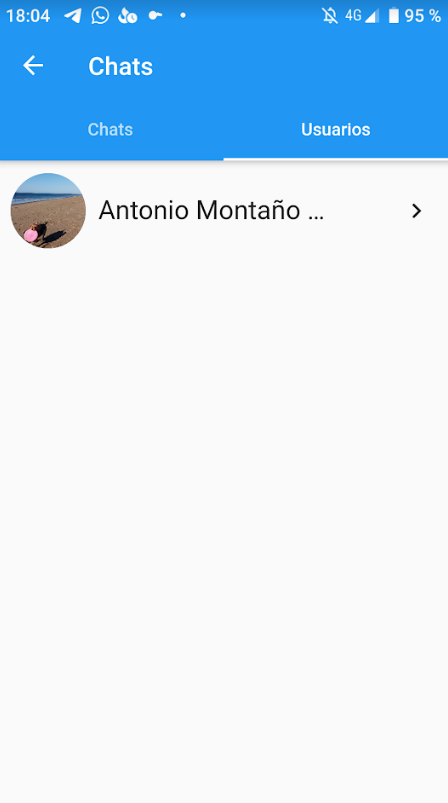 18:04 4G 95 %
Chats
Chats Usuarios
Antonio Montaño ...